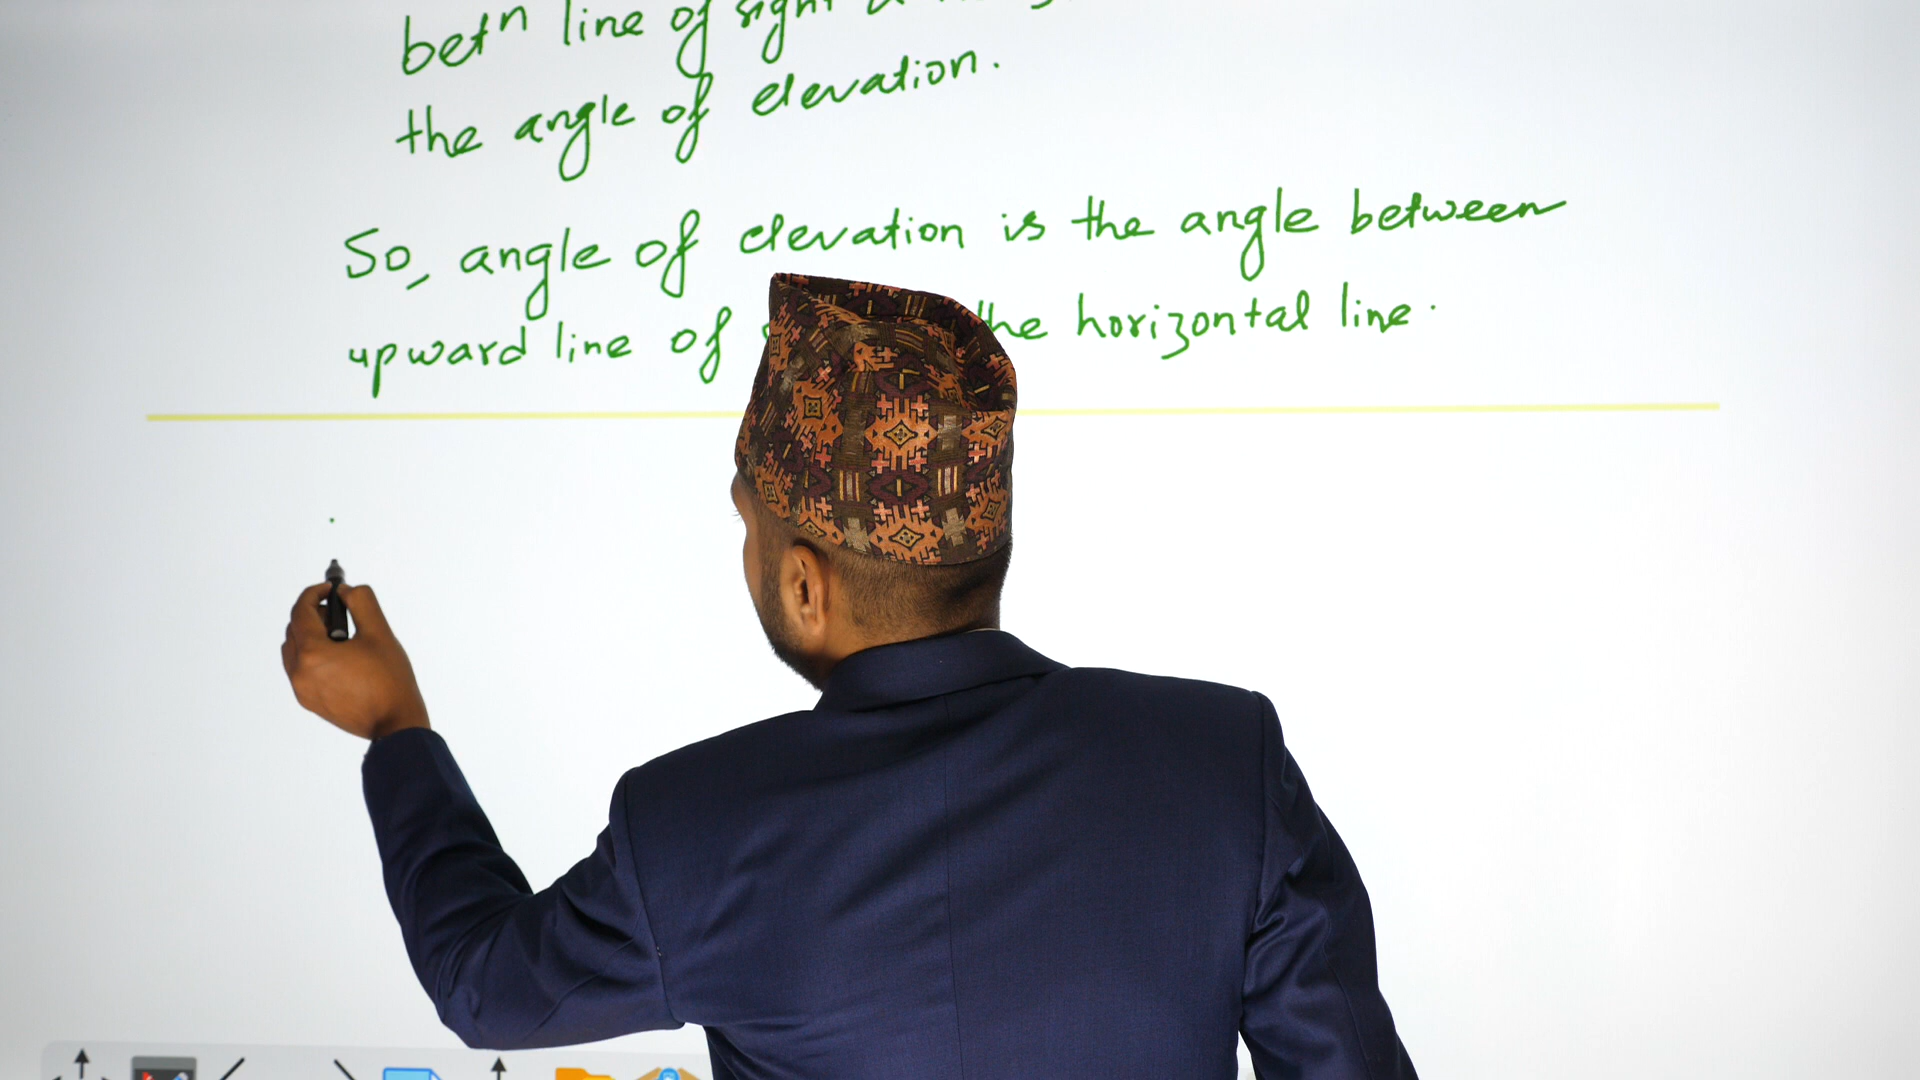 betⁿ line of sight
the angle of elevation.
So, angle of elevation is the angle between
upward line of the horizontal line.